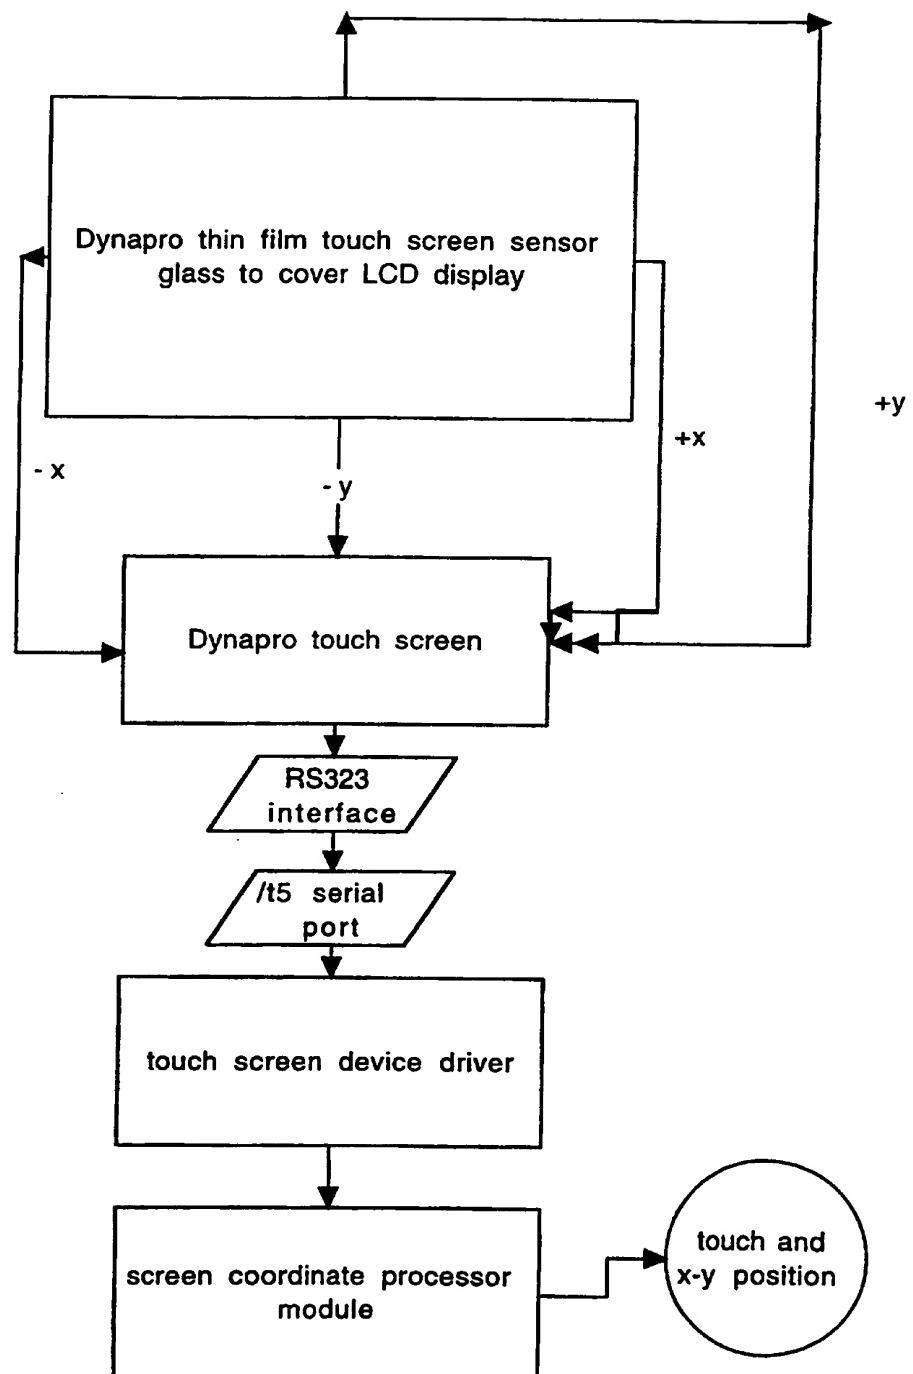 Dynapro thin film touch screen sensor
glass to cover LCD display
+y
+x
- x
- y
Dynapro touch screen
RS323
interface
/t5 serial
port
touch screen device driver
touch and
x-y position
screen coordinate processor
module